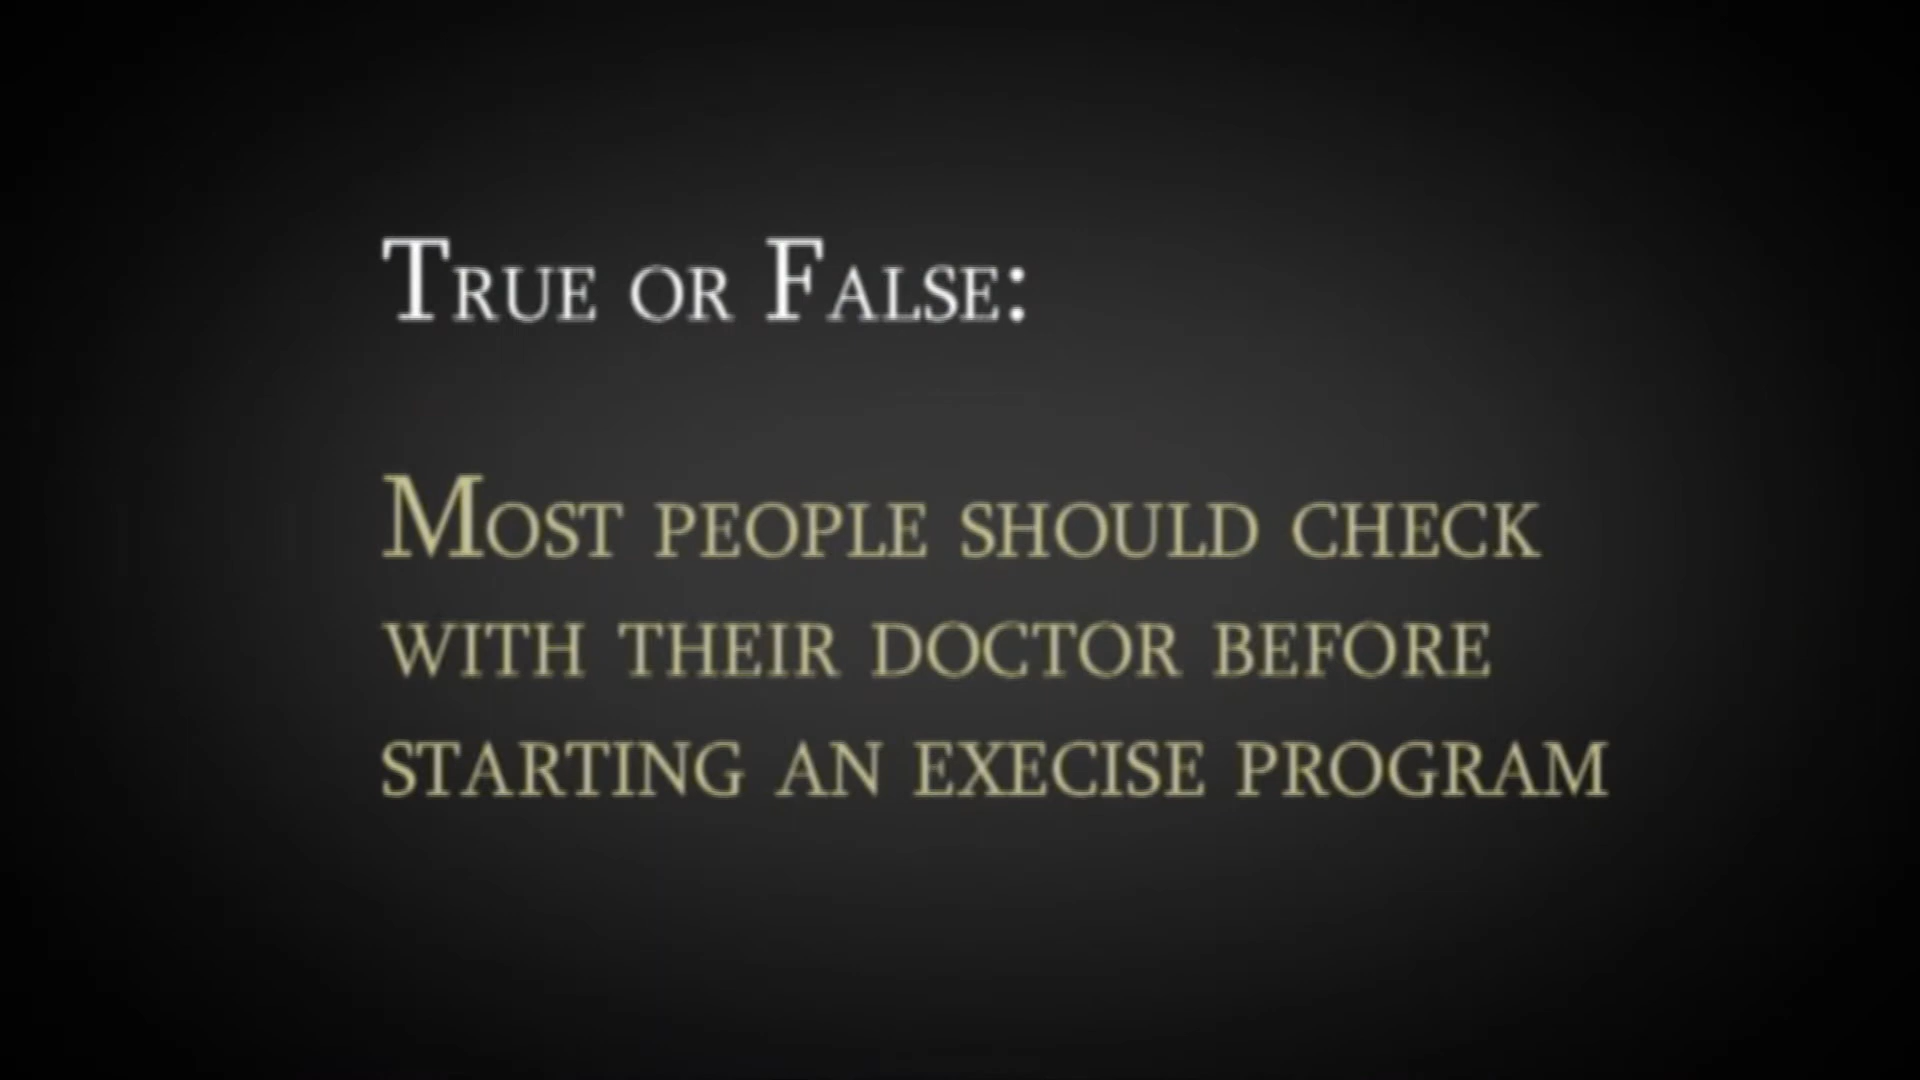 True or False:
Most people should check
with their doctor before
starting an execise program